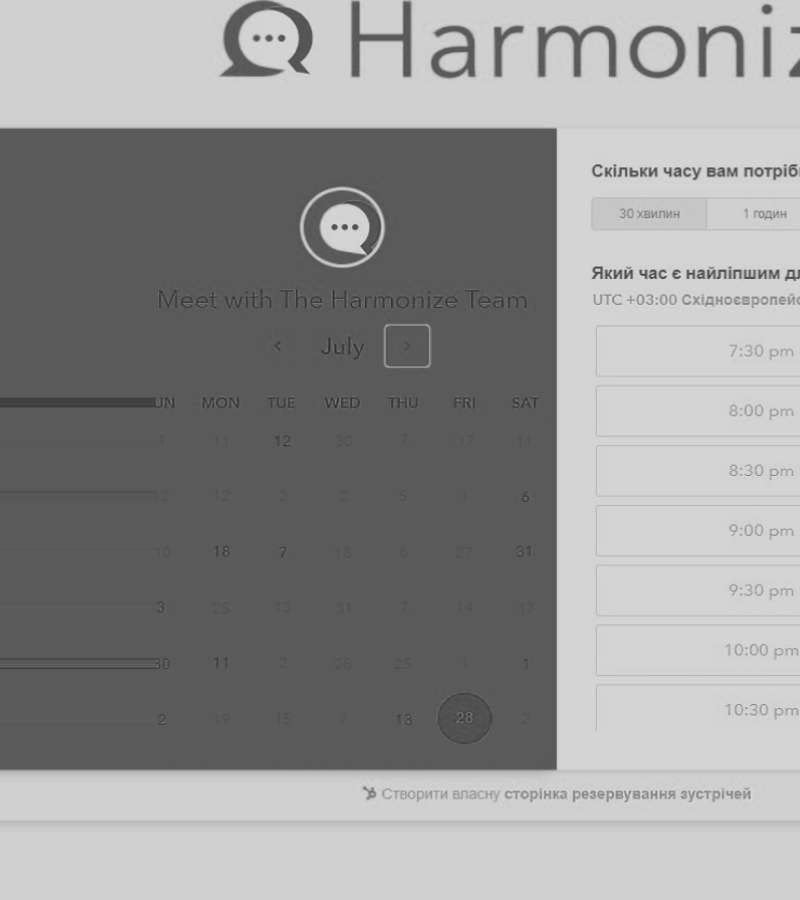 Harmoniz
Meet with The Harmonize Team
July
UN MON TUE WED THU FRI SAT
1 11 12 30 7 17 11
12 12 2 2 5 1 6
10 18 7 18 6 27 31
3 25 13 31 7 14 17
30 11 2 26 25 1 1
2 19 15 7 13 28 2
Скільки часу вам потріб
30 хвилин 1 годин
Який час є найліпшим д
UTC +03:00 Східноєвропейс
7:30 pm
8:00 pm
8:30 pm
9:00 pm
9:30 pm
10:00 pm
10:30 pm
Створити власну сторінка резервування зустрічей